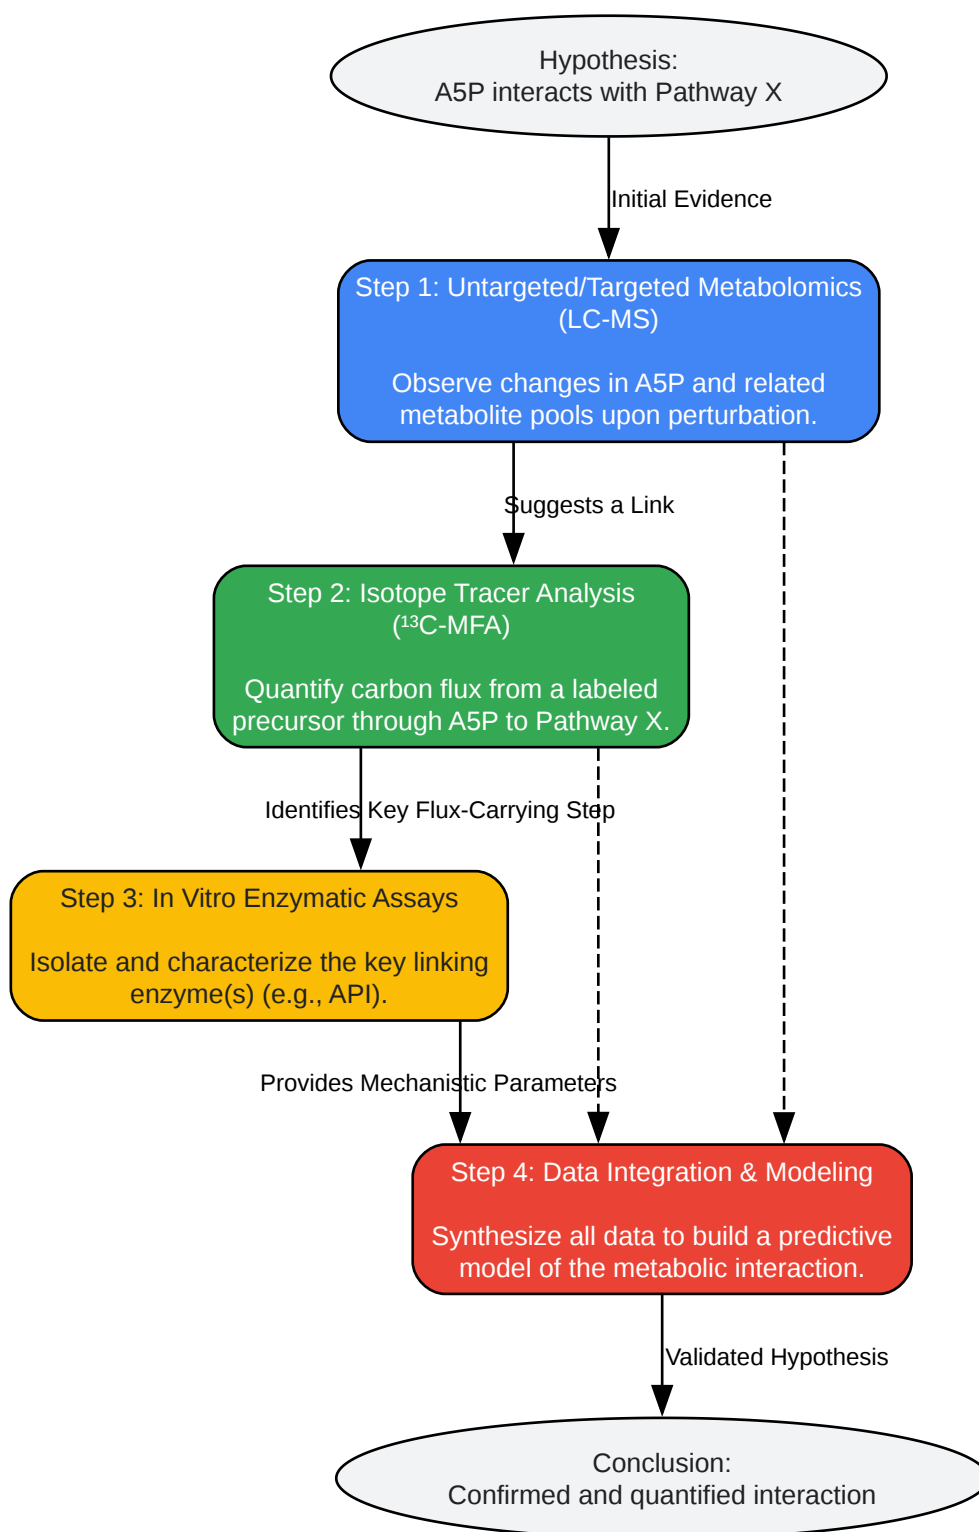 Hypothesis:
A5P interacts with Pathway X
Initial Evidence
Step 1: Untargeted/Targeted Metabolomics
(LC-MS)
Observe changes in A5P and related
metabolite pools upon perturbation.
Suggests a Link
Step 2: Isotope Tracer Analysis
(¹³C-MFA)
Quantify carbon flux from a labeled
precursor through A5P to Pathway X.
Identifies Key Flux-Carrying Step
Step 3: In Vitro Enzymatic Assays
Isolate and characterize the key linking
enzyme(s) (e.g., API).
Provides Mechanistic Parameters
Step 4: Data Integration & Modeling
Synthesize all data to build a predictive
model of the metabolic interaction.
Validated Hypothesis
Conclusion:
Confirmed and quantified interaction